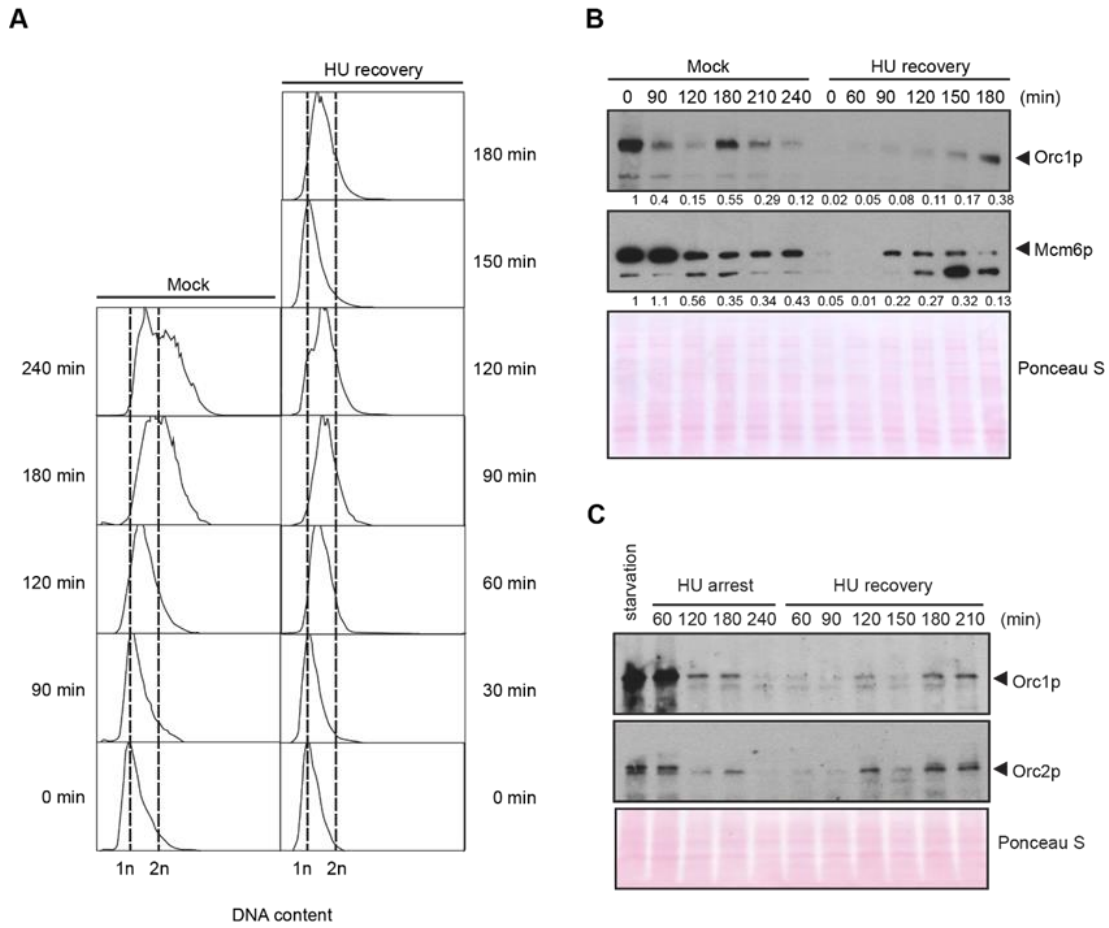 A
HU recovery
180 min
150 min
Mock
240 min
120 min
180 min
90 min
120 min
60 min
90 min
30 min
0 min
0 min
1n 2n
1n 2n
DNA content
B
Mock HU recovery
0 90 120 180 210 240 0 60 90 120 150 180 (min)
Orc1p
1 0.4 0.15 0.55 0.29 0.12 0.02 0.05 0.08 0.11 0.17 0.38
Mcm6p
1 1.1 0.56 0.35 0.34 0.43 0.05 0.01 0.22 0.27 0.32 0.13
Ponceau S
C
starvation
HU arrest HU recovery
60 120 180 240 60 90 120 150 180 210 (min)
Orc1p
Orc2p
Ponceau S